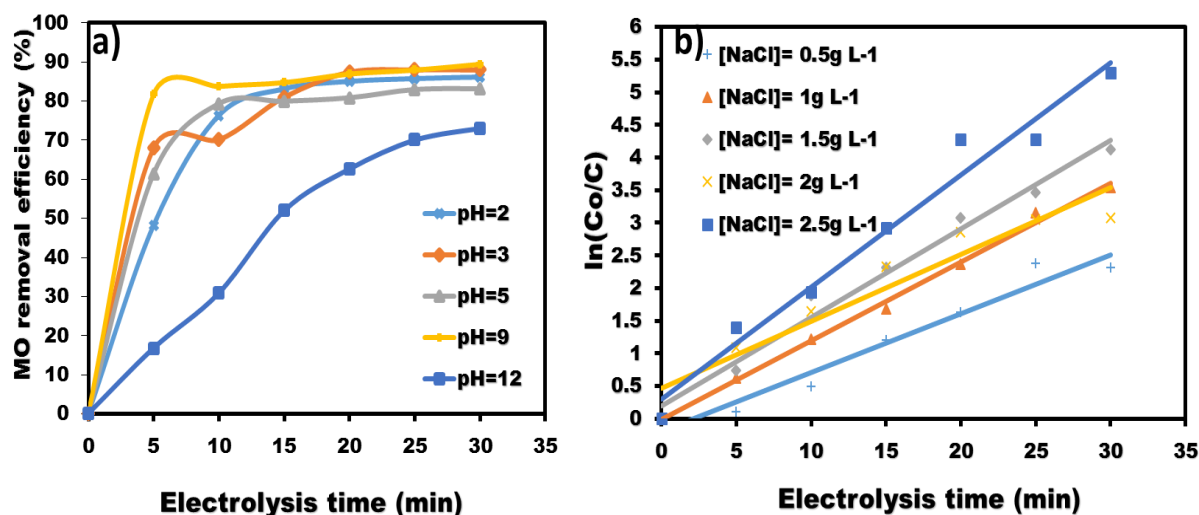 a)
MO removal efficiency (%)
100
90
80
70
60
50
40
30
20
10
0
pH=2
pH=3
pH=5
pH=9
pH=12
0 5 10 15 20 25 30 35
Electrolysis time (min)
b)
ln(Co/C)
6
5.5
5
4.5
4
3.5
3
2.5
2
1.5
1
0.5
0
[NaCl]= 0.5g L-1
[NaCl]= 1g L-1
[NaCl]= 1.5g L-1
[NaCl]= 2g L-1
[NaCl]= 2.5g L-1
0 5 10 15 20 25 30 35
Electrolysis time (min)